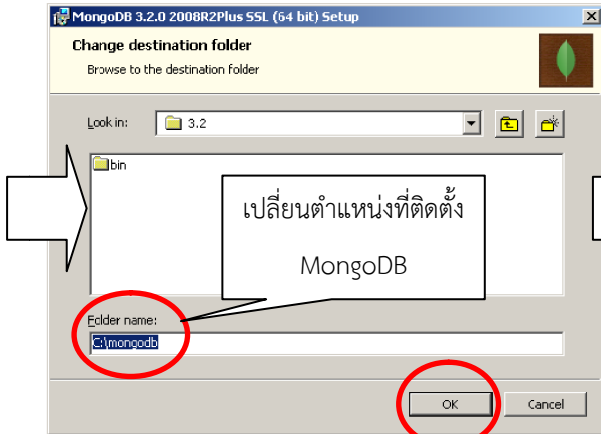 MongoDB 3.2.0 2008R2Plus SSL (64 bit) Setup
Change destination folder
Browse to the destination folder
Look in:
3.2
bin
เปลี่ยนตำแหน่งที่ติดตั้ง
MongoDB
Folder name:
C:\mongodb
OK
Cancel